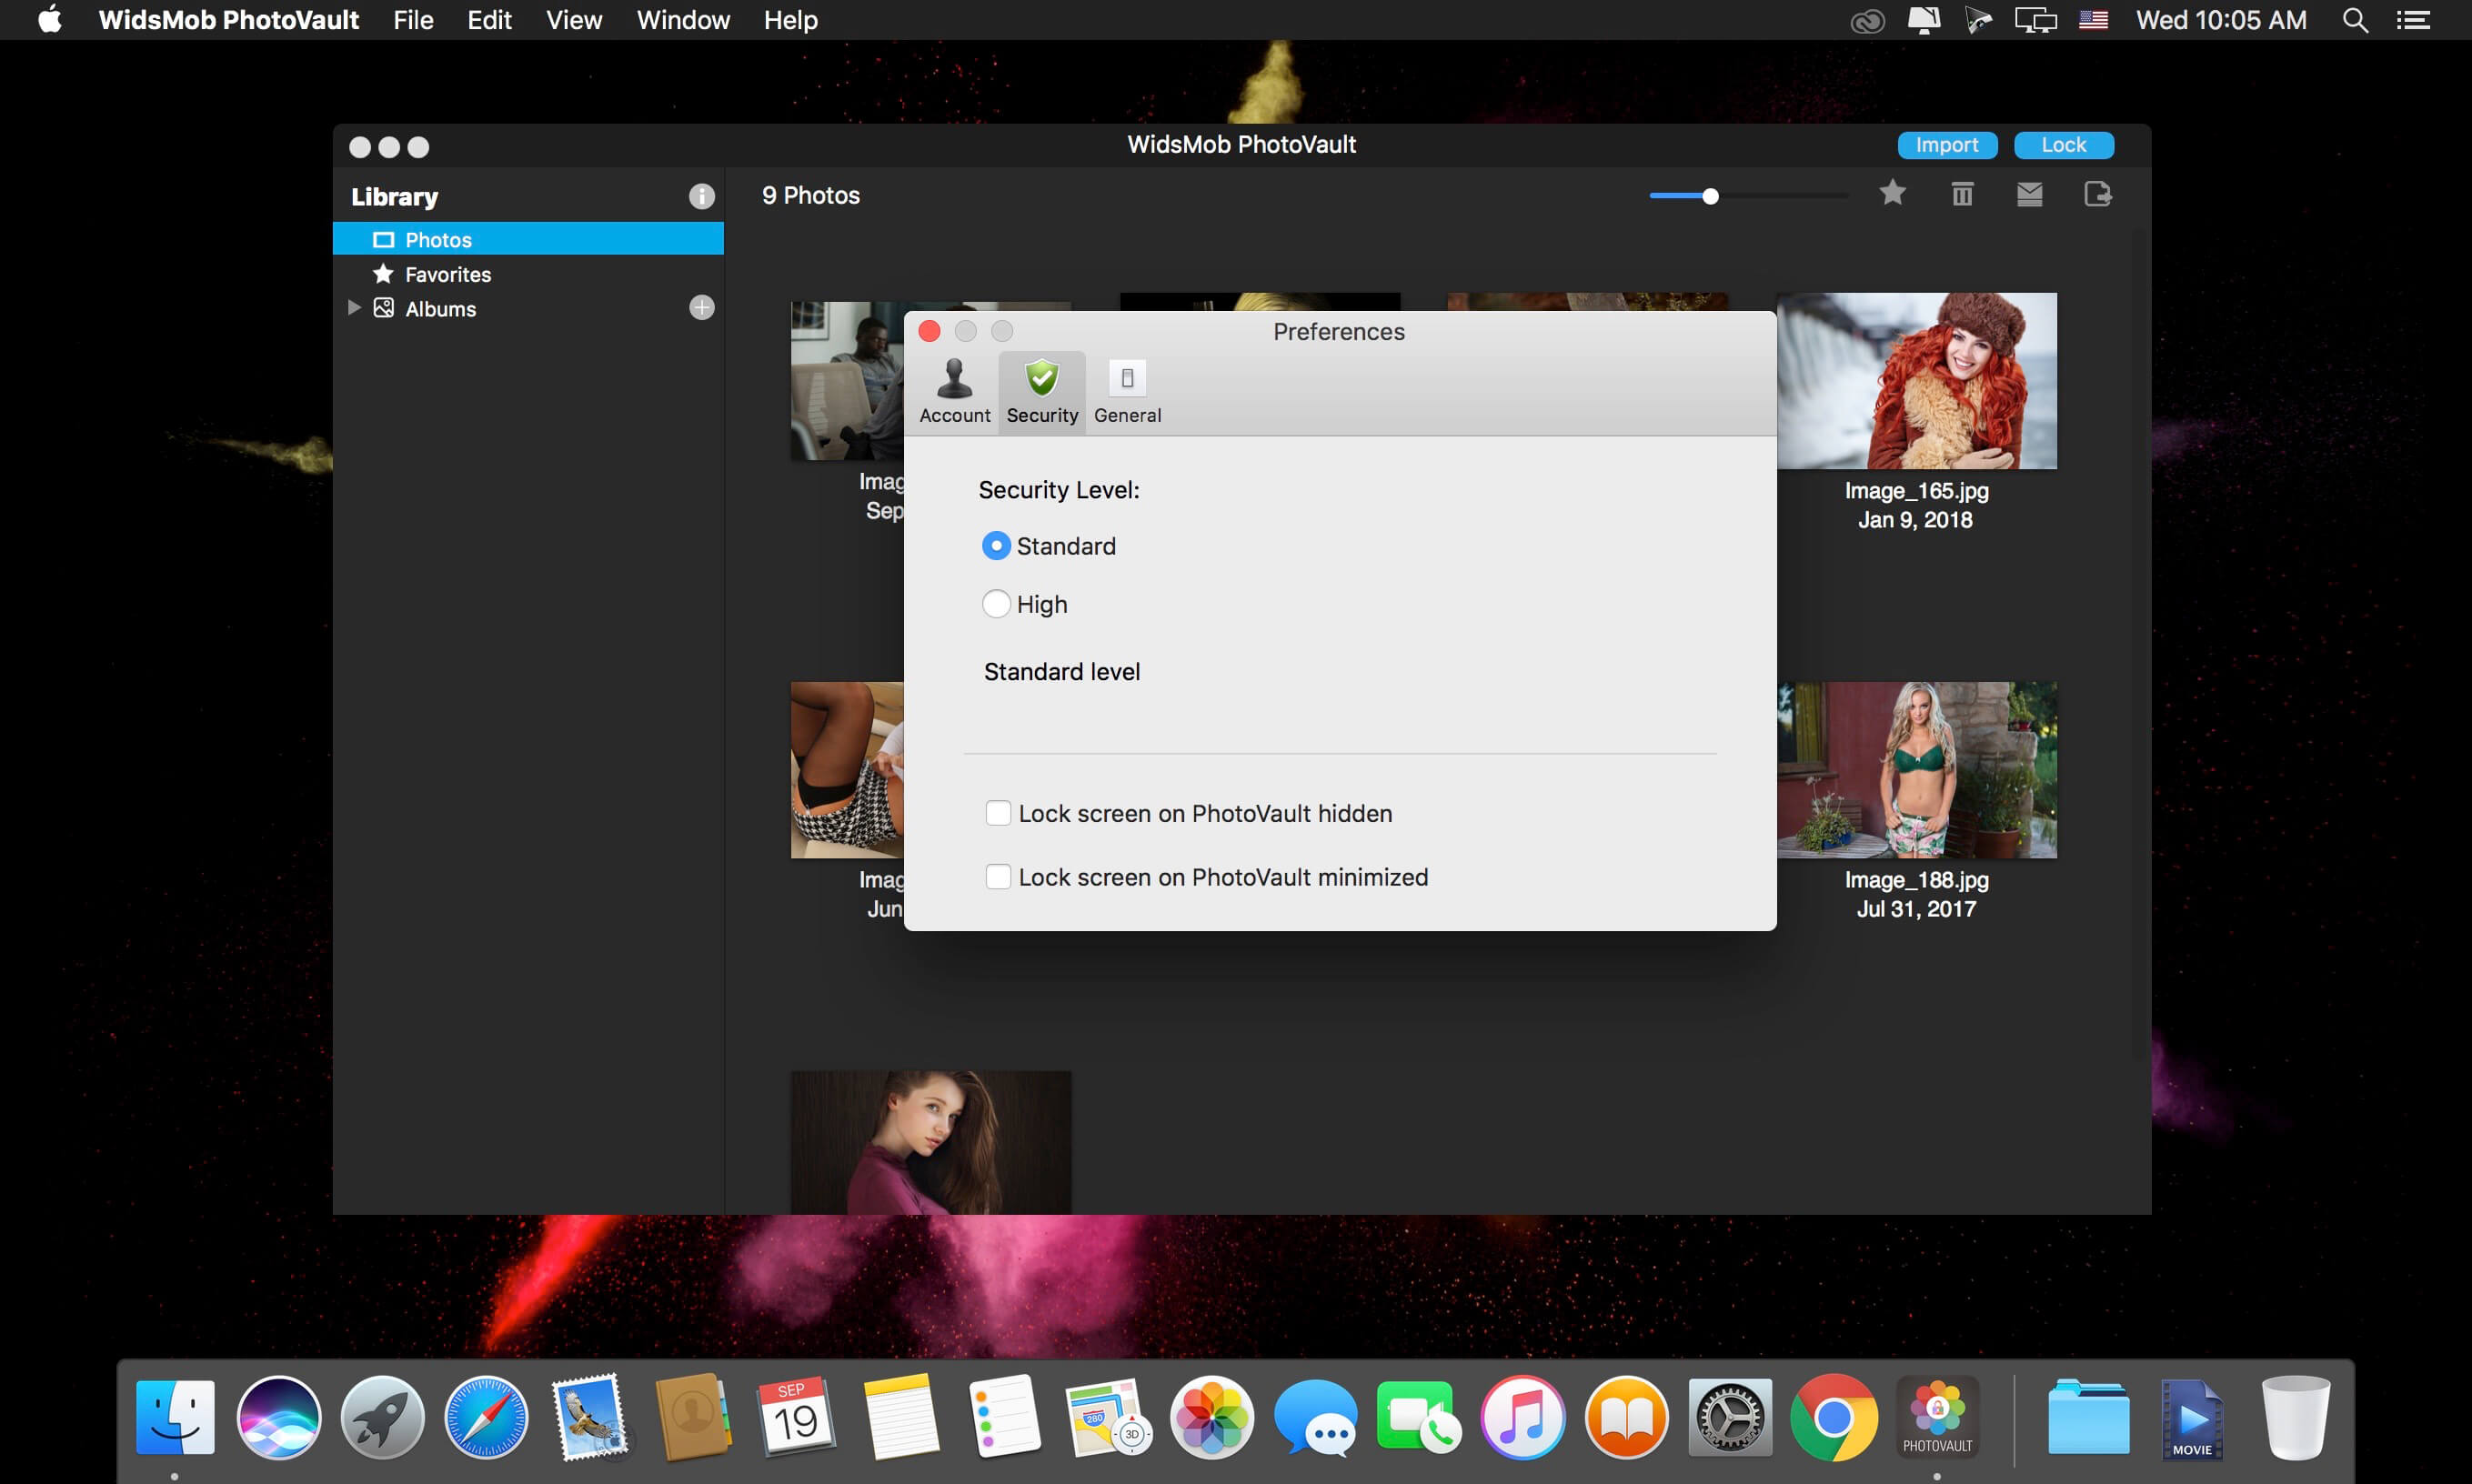 WidsMob PhotoVault File Edit View Window Help Wed 10:05 AM
WidsMob PhotoVault Import Lock
Library 9 Photos
Photos
Favorites
Albums
Preferences
Account Security General
Security Level:
Standard
High
Standard level
Lock screen on PhotoVault hidden
Lock screen on PhotoVault minimized
Imag
Sep
Image_165.jpg
Jan 9, 2018
Imag
Jun
Image_188.jpg
Jul 31, 2017
SEP
19
280
3D
PHOTOVAULT
MOVIE